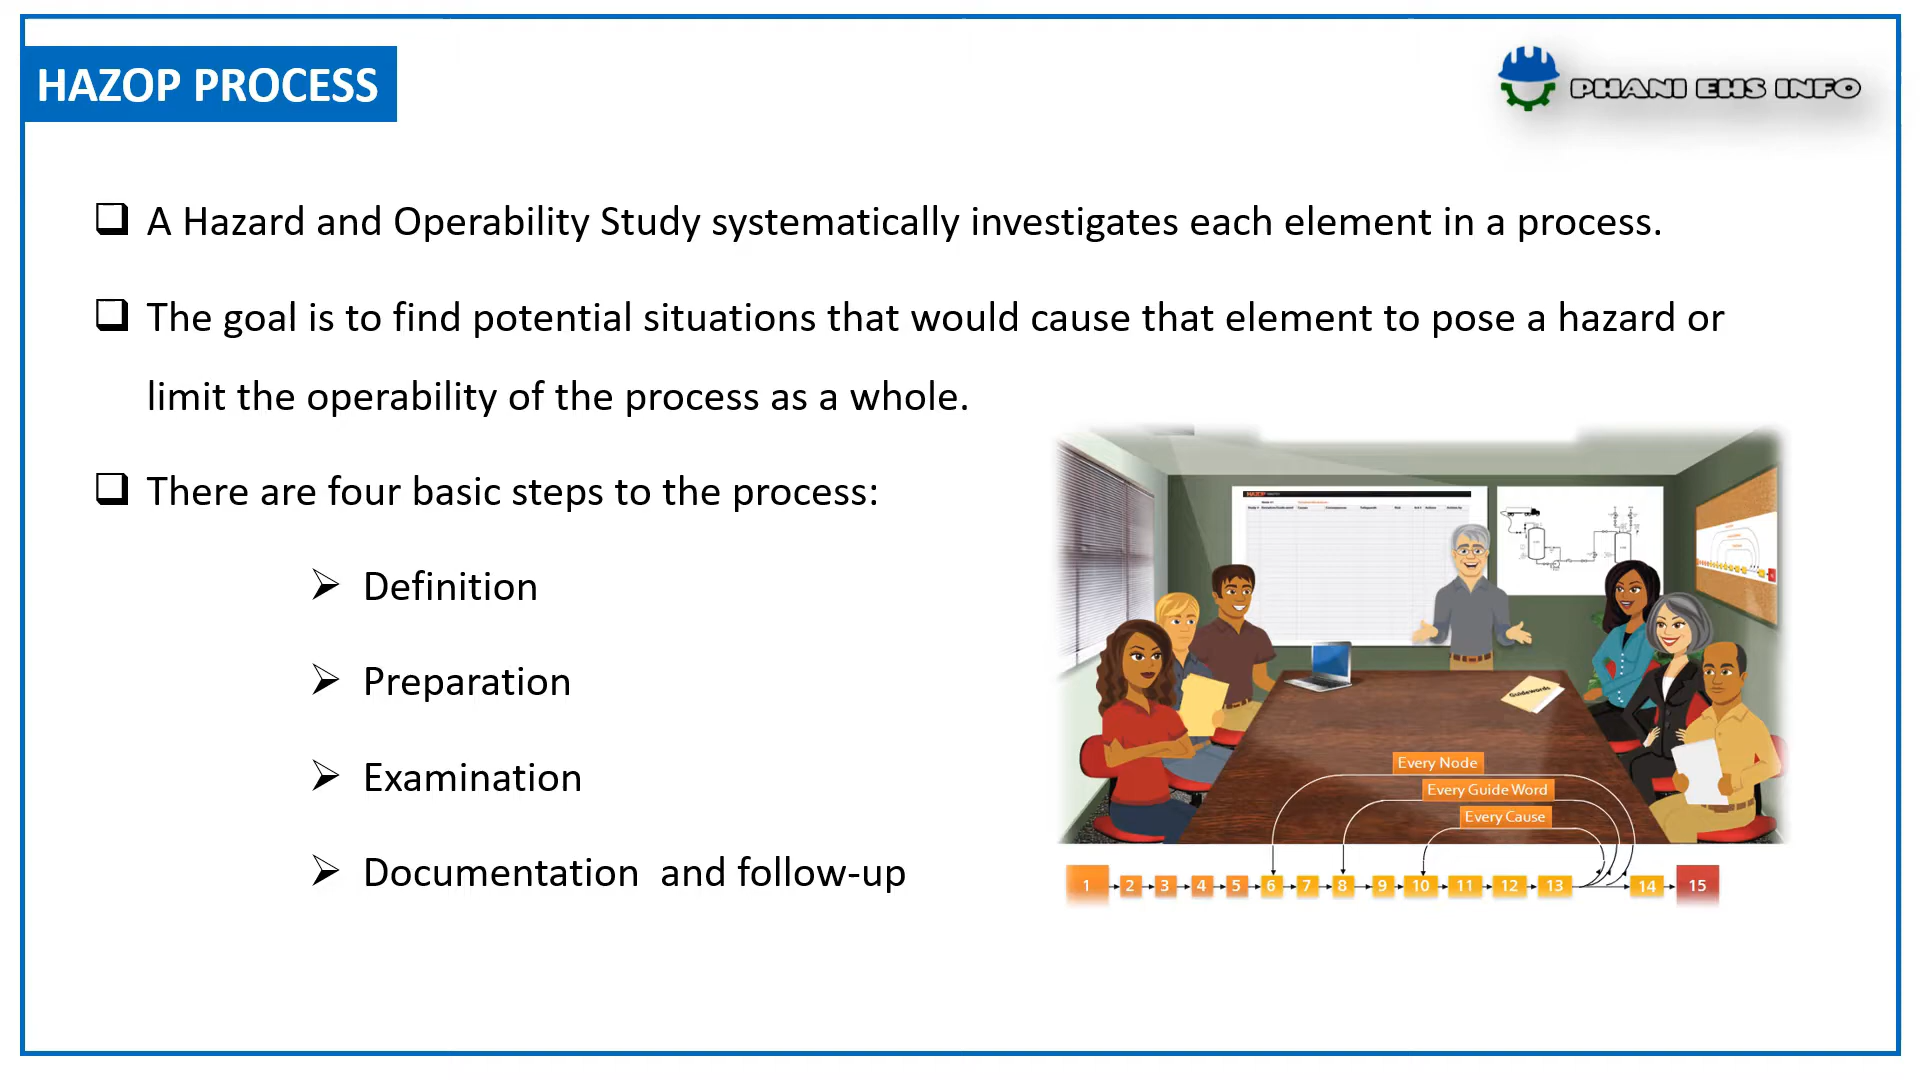 HAZOP PROCESS
PHANI EHS INFO
A Hazard and Operability Study systematically investigates each element in a process.
The goal is to find potential situations that would cause that element to pose a hazard or
limit the operability of the process as a whole.
There are four basic steps to the process:
Definition
Preparation
Examination
Documentation and follow-up
HAZOP
Guidewords
Every Node
Every Guide Word
Every Cause
1 2 3 4 5 6 7 8 9 10 11 12 13 14 15